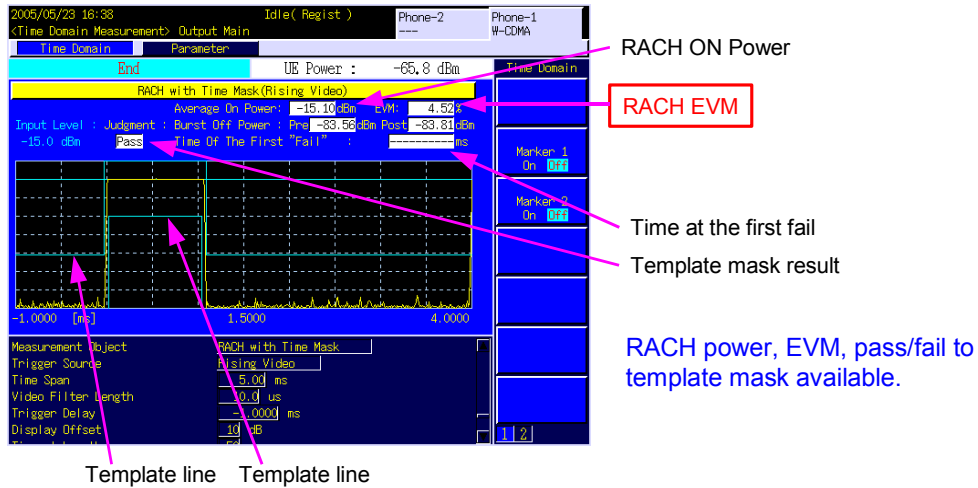 2005/05/23 16:38 Idle( Regist ) Phone-2 Phone-1
<Time Domain Measurement> Output Main --- W-CDMA
Time Domain Parameter
End UE Power : -65.8 dBm Time Domain
RACH ON Power
RACH with Time Mask(Rising Video)
Average On Power: -15.10 dBm EVM: 4.52 %
RACH EVM
Input Level : Judgment : Burst Off Power : Pre -83.56 dBm Post -83.81 dBm
-15.0 dBm Pass Time Of The First "Fail" : ---------- ms
Marker 1
On Off
Marker 2
On Off
Time at the first fail
Template mask result
-1.0000 [ms] 1.5000 4.0000
Measurement Object RACH with Time Mask
Trigger Source Rising Video
Time Span 5.00 ms
Video Filter Length 10.0 us
Trigger Delay -1.0000 ms
Display Offset 10 dB
1 2
RACH power, EVM, pass/fail to
template mask available.
Template line Template line